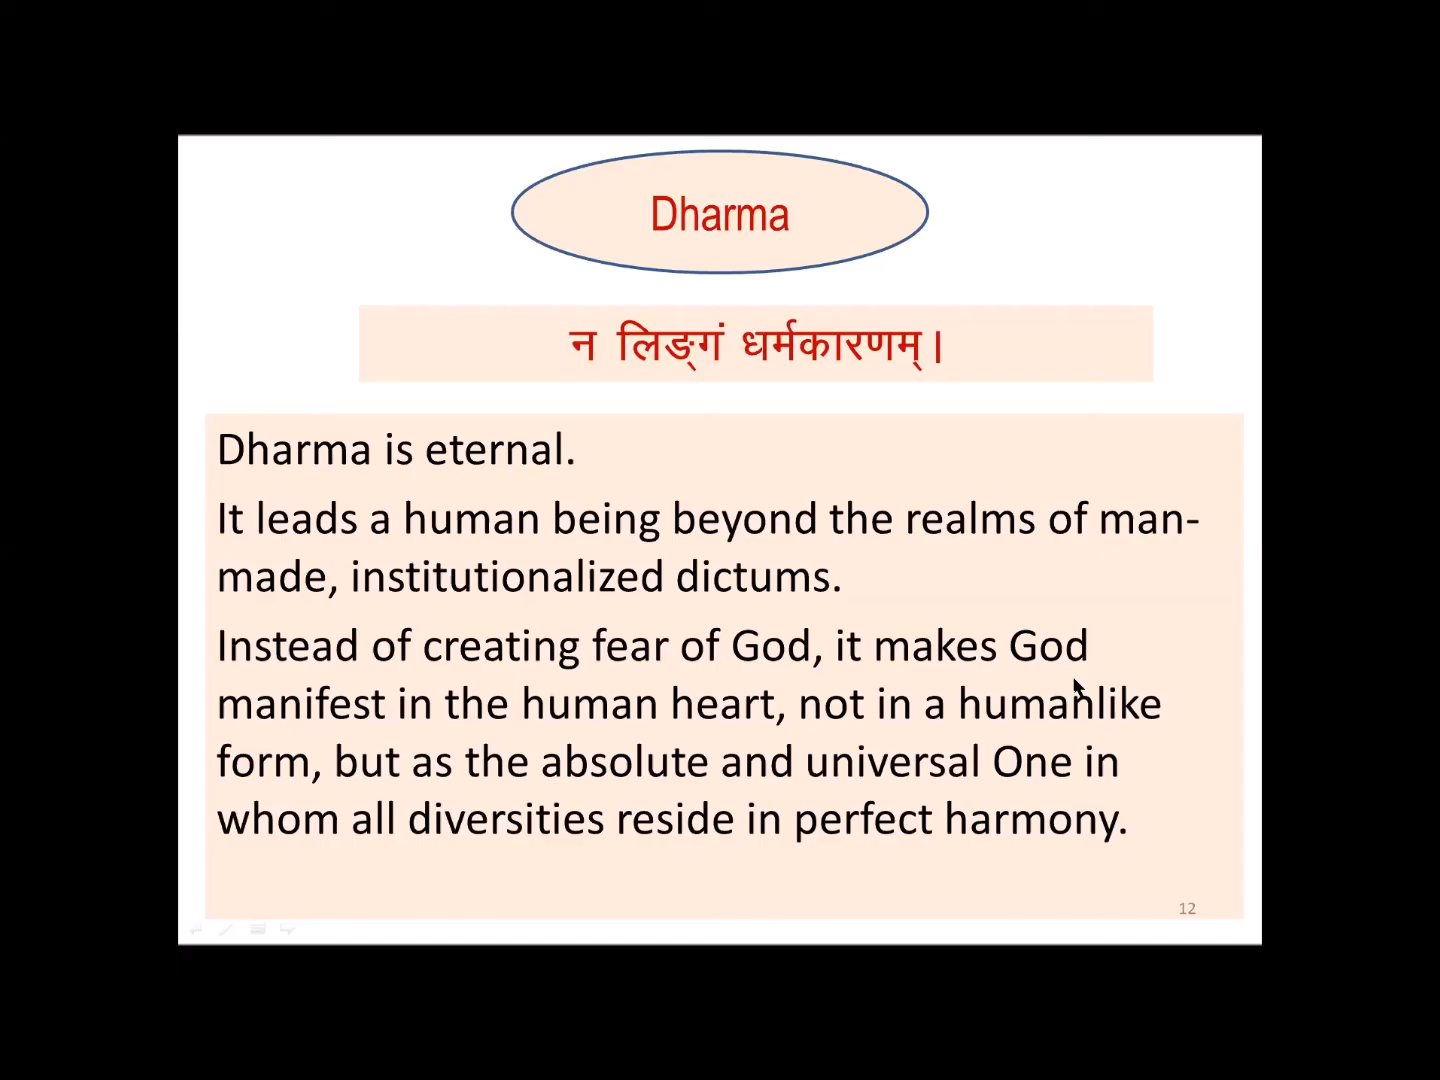 Dharma
न लिङ्गं धर्मकारणम्।
Dharma is eternal.
It leads a human being beyond the realms of man-
made, institutionalized dictums.
Instead of creating fear of God, it makes God
manifest in the human heart, not in a humanlike
form, but as the absolute and universal One in
whom all diversities reside in perfect harmony.
12